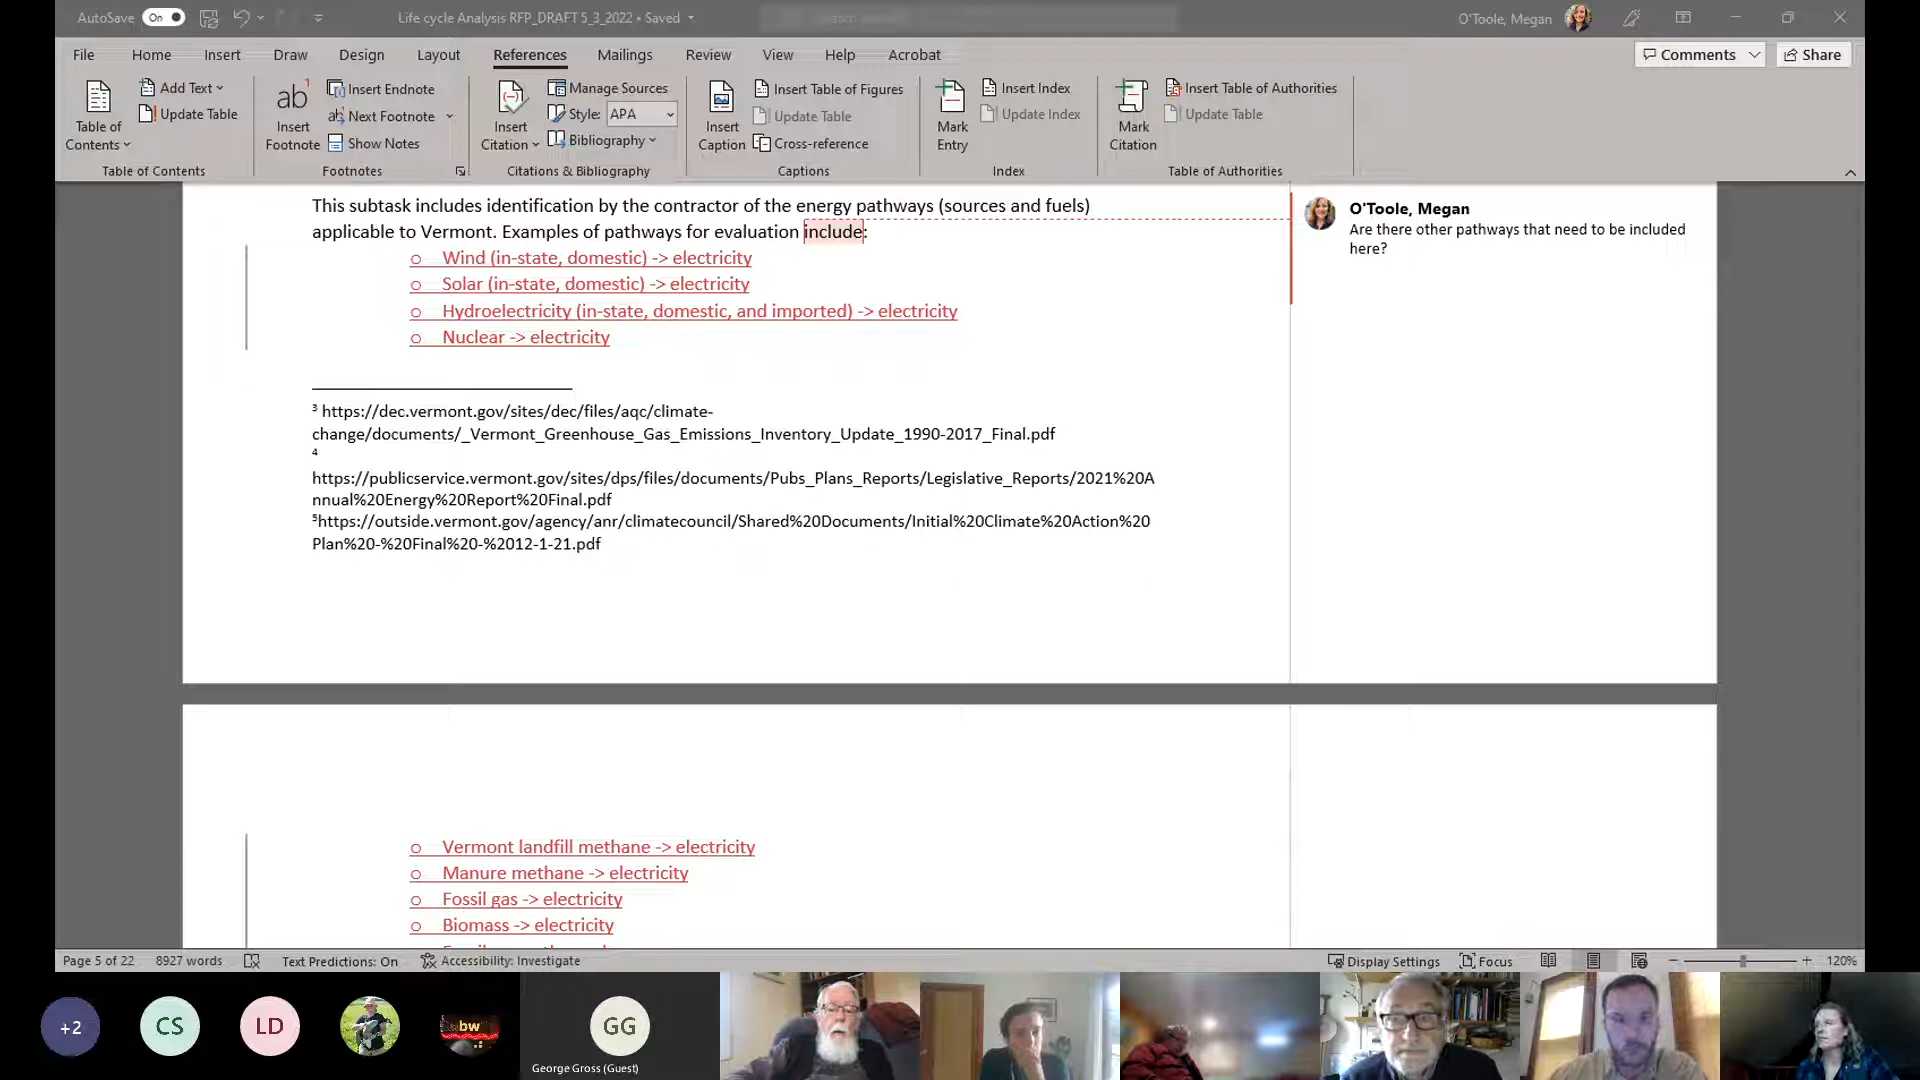 AutoSave On Life cycle Analysis RFP_DRAFT 5_3_2022 • Saved O'Toole, Megan
File Home Insert Draw Design Layout References Mailings Review View Help Acrobat Comments Share
Table of Contents
Add Text
Update Table
Table of Contents
ab
Insert Footnote
Insert Endnote
Next Footnote
Show Notes
Footnotes
Insert Citation
Manage Sources
Style: APA
Bibliography
Citations & Bibliography
Insert Caption
Insert Table of Figures
Update Table
Cross-reference
Captions
Mark Entry
Insert Index
Update Index
Index
Mark Citation
Insert Table of Authorities
Update Table
Table of Authorities
This subtask includes identification by the contractor of the energy pathways (sources and fuels)
applicable to Vermont. Examples of pathways for evaluation include:
o Wind (in-state, domestic) -> electricity
o Solar (in-state, domestic) -> electricity
o Hydroelectricity (in-state, domestic, and imported) -> electricity
o Nuclear -> electricity
O'Toole, Megan
Are there other pathways that need to be included
here?
3 https://dec.vermont.gov/sites/dec/files/aqc/climate-
change/documents/_Vermont_Greenhouse_Gas_Emissions_Inventory_Update_1990-2017_Final.pdf
4
https://publicservice.vermont.gov/sites/dps/files/documents/Pubs_Plans_Reports/Legislative_Reports/2021%20A
nnual%20Energy%20Report%20Final.pdf
5https://outside.vermont.gov/agency/anr/climatecouncil/Shared%20Documents/Initial%20Climate%20Action%20
Plan%20-%20Final%20-%2012-1-21.pdf
o Vermont landfill methane -> electricity
o Manure methane -> electricity
o Fossil gas -> electricity
o Biomass -> electricity
Page 5 of 22 8927 words Text Predictions: On Accessibility: Investigate Display Settings Focus 120%
+2 CS LD bw GG
George Gross (Guest)